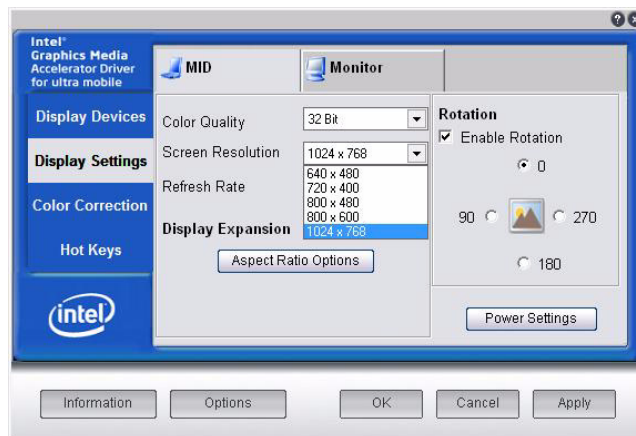 Intel®
Graphics Media
Accelerator Driver
for ultra mobile
MID
Monitor
Display Devices
Display Settings
Color Correction
Hot Keys
intel
Color Quality
32 Bit
Screen Resolution
1024 x 768
640 x 480
720 x 400
800 x 480
800 x 600
1024 x 768
Refresh Rate
Display Expansion
Aspect Ratio Options
Rotation
Enable Rotation
0
90
270
180
Power Settings
Information
Options
OK
Cancel
Apply